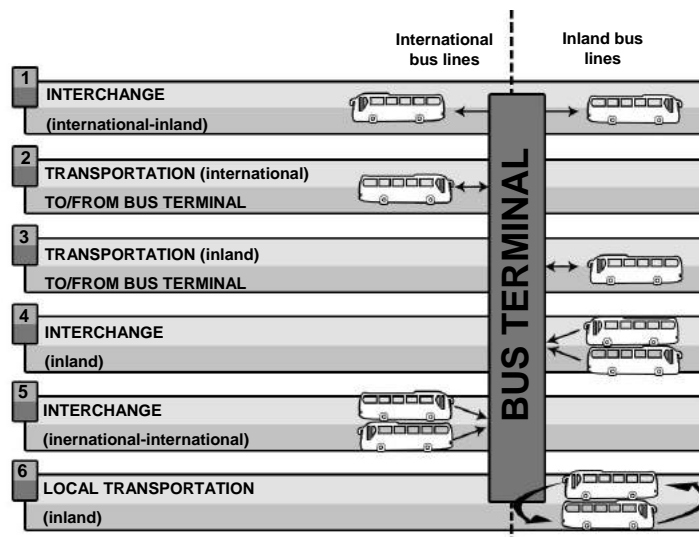 International
bus lines
Inland bus
lines
1
INTERCHANGE
(international-inland)
2
TRANSPORTATION (international)
TO/FROM BUS TERMINAL
3
TRANSPORTATION (inland)
TO/FROM BUS TERMINAL
4
INTERCHANGE
(inland)
5
INTERCHANGE
(inernational-international)
6
LOCAL TRANSPORTATION
(inland)
BUS TERMINAL